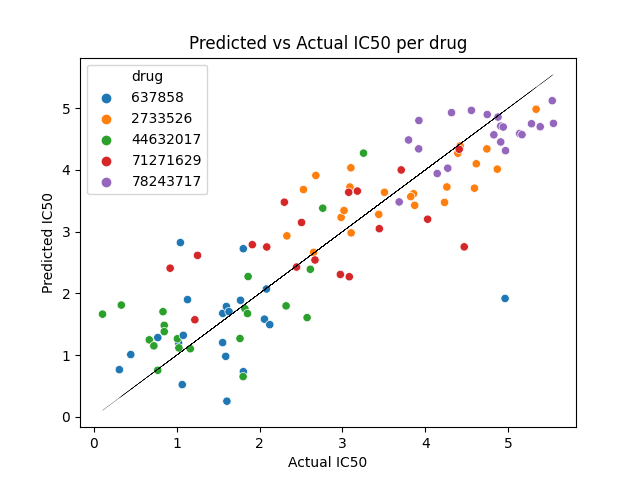 Predicted vs Actual IC50 per drug
drug
637858
2733526
44632017
71271629
78243717
Predicted IC50
5
4
3
2
1
0
0 1 2 3 4 5
Actual IC50